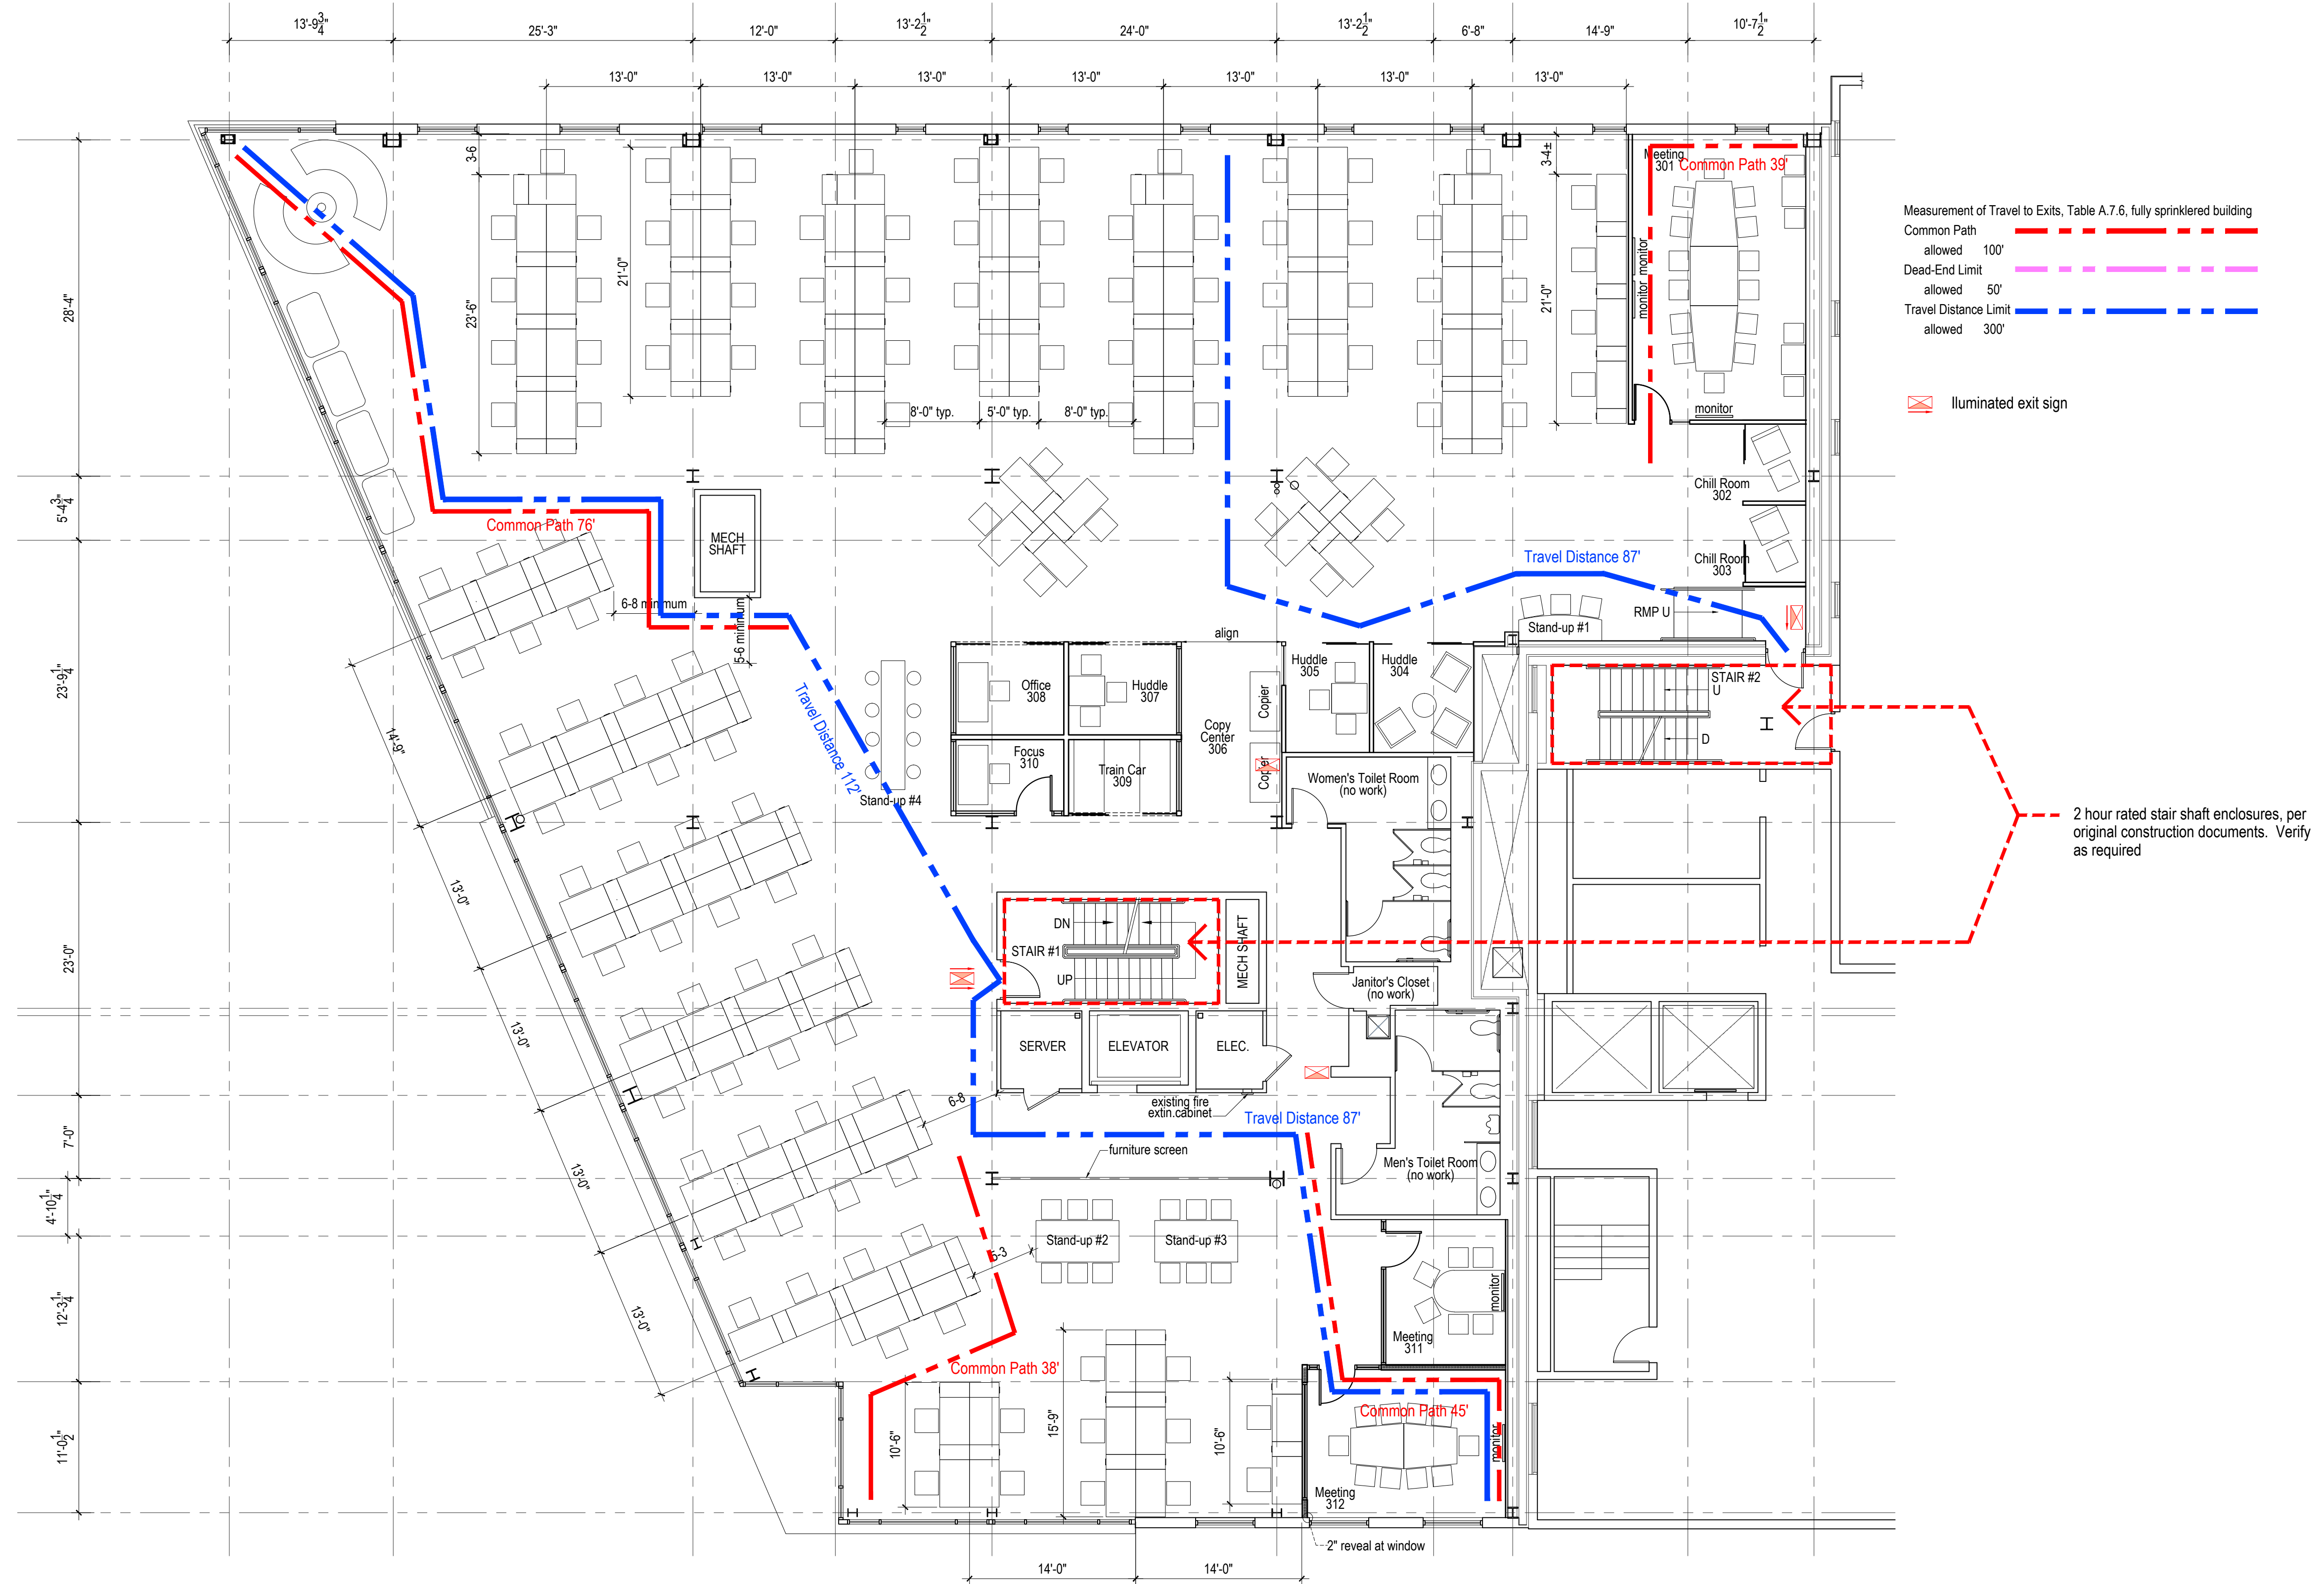 13'-9 3/4"
25'-3"
12'-0"
13'-2 1/2"
24'-0"
13'-2 1/2"
6'-8"
14'-9"
10'-7 1/2"
13'-0"
13'-0"
13'-0"
13'-0"
13'-0"
13'-0"
13'-0"
28'-4"
5'-4 3/4"
23'-9 1/4"
23'-0"
7'-0"
4'-10 1/4"
12'-3 1/4"
11'-0 1/2"
3-6
23'-6"
21'-0"
3-4±
21'-0"
Meeting
301
Common Path 39'
monitor
monitor
monitor
Measurement of Travel to Exits, Table A.7.6, fully sprinklered building
Common Path
allowed 100'
Dead-End Limit
allowed 50'
Travel Distance Limit
allowed 300'
Iluminated exit sign
8'-0" typ.
5'-0" typ.
8'-0" typ.
Chill Room
302
Chill Room
303
Common Path 76'
MECH
SHAFT
6-8 minimum
5-6 minimum
Travel Distance 87'
RMP U
Stand-up #1
align
Office
308
Huddle
307
Huddle
305
Huddle
304
Copier
Copier
Copy
Center
306
Focus
310
Train Car
309
Stand-up #4
Travel Distance 112'
STAIR #2
U
D
Women's Toilet Room
(no work)
2 hour rated stair shaft enclosures, per
original construction documents. Verify
as required
14'-9"
13'-0"
13'-0"
13'-0"
13'-0"
DN
STAIR #1
UP
MECH SHAFT
Janitor's Closet
(no work)
SERVER
ELEVATOR
ELEC.
6-8
existing fire
extin.cabinet
Travel Distance 87'
furniture screen
Men's Toilet Room
(no work)
Stand-up #2
Stand-up #3
monitor
Meeting
311
Common Path 38'
Common Path 45'
10'-6"
15'-9"
10'-6"
monitor
Meeting
312
2" reveal at window
14'-0"
14'-0"